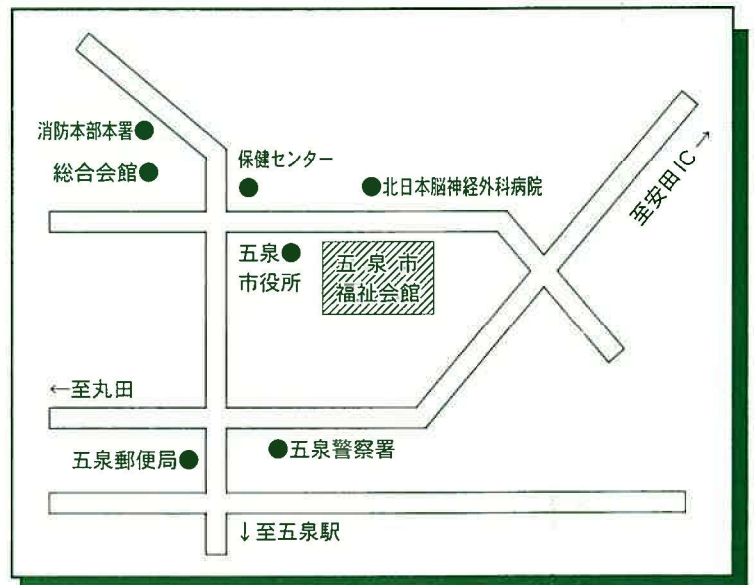 消防本部本署
総合会館
保健センター
北日本脳神経外科病院
至安田IC→
五泉
市役所
五泉市
福祉会館
←至丸田
五泉郵便局
五泉警察署
↓至五泉駅